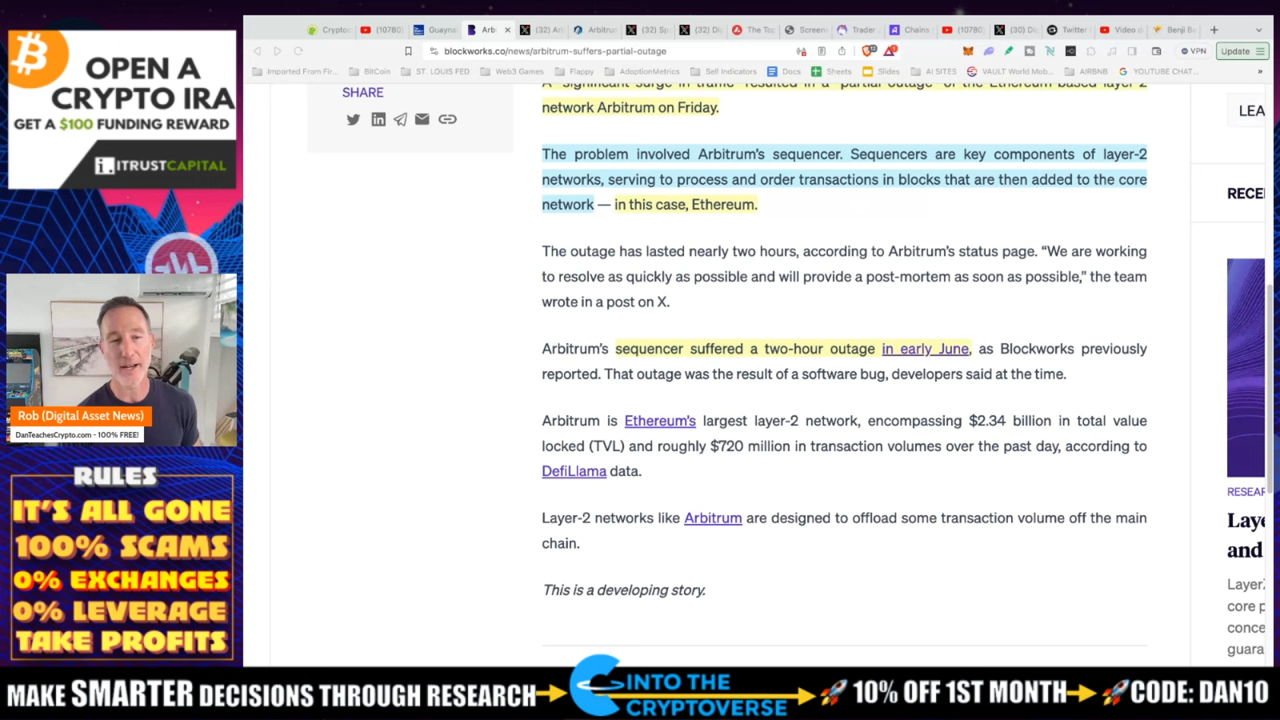 OPEN A
CRYPTO IRA
GET A $100 FUNDING REWARD
ITRUSTCAPITAL
Rob (Digital Asset News)
DanTeachesCrypto.com - 100% FREE!
RULES
IT'S ALL GONE
100% SCAMS
0% EXCHANGES
0% LEVERAGE
TAKE PROFITS
Cryptoc (10780) Guayna Arbi (32) Ar Arbitrum (32) Sp (32) Di The To Screen Trader Chains (10780) (30) Di Twitter Video d Benji B
blockworks.co/news/arbitrum-suffers-partial-outage VPN Update
Imported From Fir... BitCoin ST. LOUIS FED Web3 Games Flappy AdoptionMetrics Sell Indicators Docs Sheets Slides AI SITES VAULT World Mob... AIRBNB YOUTUBE CHAT...
SHARE
A significant surge in traffic resulted in a "partial outage" of the Ethereum-based layer-2
network Arbitrum on Friday.
The problem involved Arbitrum's sequencer. Sequencers are key components of layer-2
networks, serving to process and order transactions in blocks that are then added to the core
network — in this case, Ethereum.
The outage has lasted nearly two hours, according to Arbitrum's status page. “We are working
to resolve as quickly as possible and will provide a post-mortem as soon as possible,” the team
wrote in a post on X.
Arbitrum's sequencer suffered a two-hour outage in early June, as Blockworks previously
reported. That outage was the result of a software bug, developers said at the time.
Arbitrum is Ethereum's largest layer-2 network, encompassing $2.34 billion in total value
locked (TVL) and roughly $720 million in transaction volumes over the past day, according to
DefiLlama data.
Layer-2 networks like Arbitrum are designed to offload some transaction volume off the main
chain.
This is a developing story.
LEA
RECE
RESEAR
Laye
and
Layer
core p
conce
guara
MAKE SMARTER DECISIONS THROUGH RESEARCH
INTO THE
CRYPTOVERSE
10% OFF 1ST MONTH
CODE: DAN10